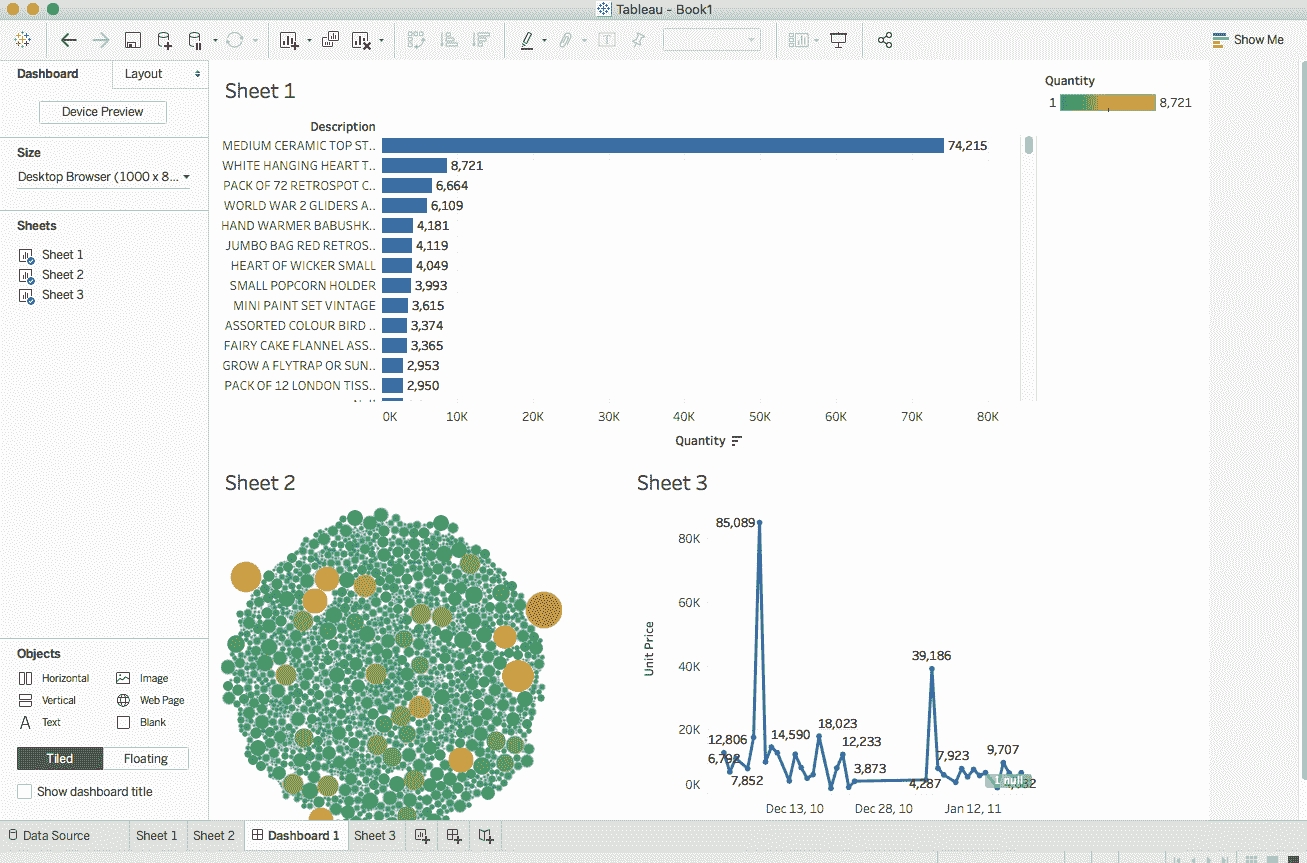 Tableau - Book1
Show Me
Dashboard
Layout
Device Preview
Size
Desktop Browser (1000 x 8...
Sheets
Sheet 1
Sheet 2
Sheet 3
Objects
Horizontal
Image
Vertical
Web Page
A Text
Blank
Tiled
Floating
Show dashboard title
Sheet 1
Description
MEDIUM CERAMIC TOP ST.. 74,215
WHITE HANGING HEART T.. 8,721
PACK OF 72 RETROSPOT C.. 6,664
WORLD WAR 2 GLIDERS A.. 6,109
HAND WARMER BABUSHK.. 4,181
JUMBO BAG RED RETROS.. 4,119
HEART OF WICKER SMALL 4,049
SMALL POPCORN HOLDER 3,993
MINI PAINT SET VINTAGE 3,615
ASSORTED COLOUR BIRD .. 3,374
FAIRY CAKE FLANNEL ASS.. 3,365
GROW A FLYTRAP OR SUN.. 2,953
PACK OF 12 LONDON TISS.. 2,950
0K 10K 20K 30K 40K 50K 60K 70K 80K
Quantity
Quantity
1 8,721
Sheet 2
Sheet 3
85,089
80K
60K
Unit Price
39,186
40K
18,023
20K
12,806
14,590
12,233
9,707
7,923
7,852
3,873
4,287
1 null
0K
Dec 13, 10 Dec 28, 10 Jan 12, 11
Data Source
Sheet 1
Sheet 2
Dashboard 1
Sheet 3